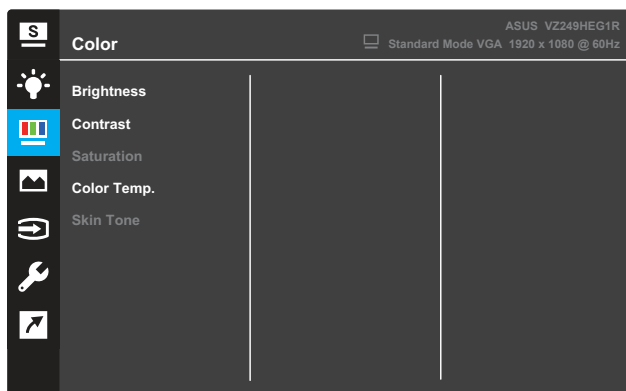 S
ASUS VZ249HEG1R
Color
Standard Mode VGA 1920 x 1080 @ 60Hz
Brightness
Contrast
Saturation
Color Temp.
Skin Tone